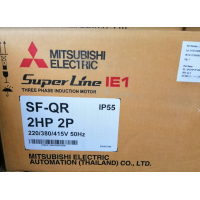 MITSUBISHI
ELECTRIC
Super Line IE1
THREE PHASE INDUCTION MOTOR
SF-QR IP55
2HP 2P
220/380/415V 50Hz
MITSUBISHI ELECTRIC
AUTOMATION (THAILAND) CO., LTD.